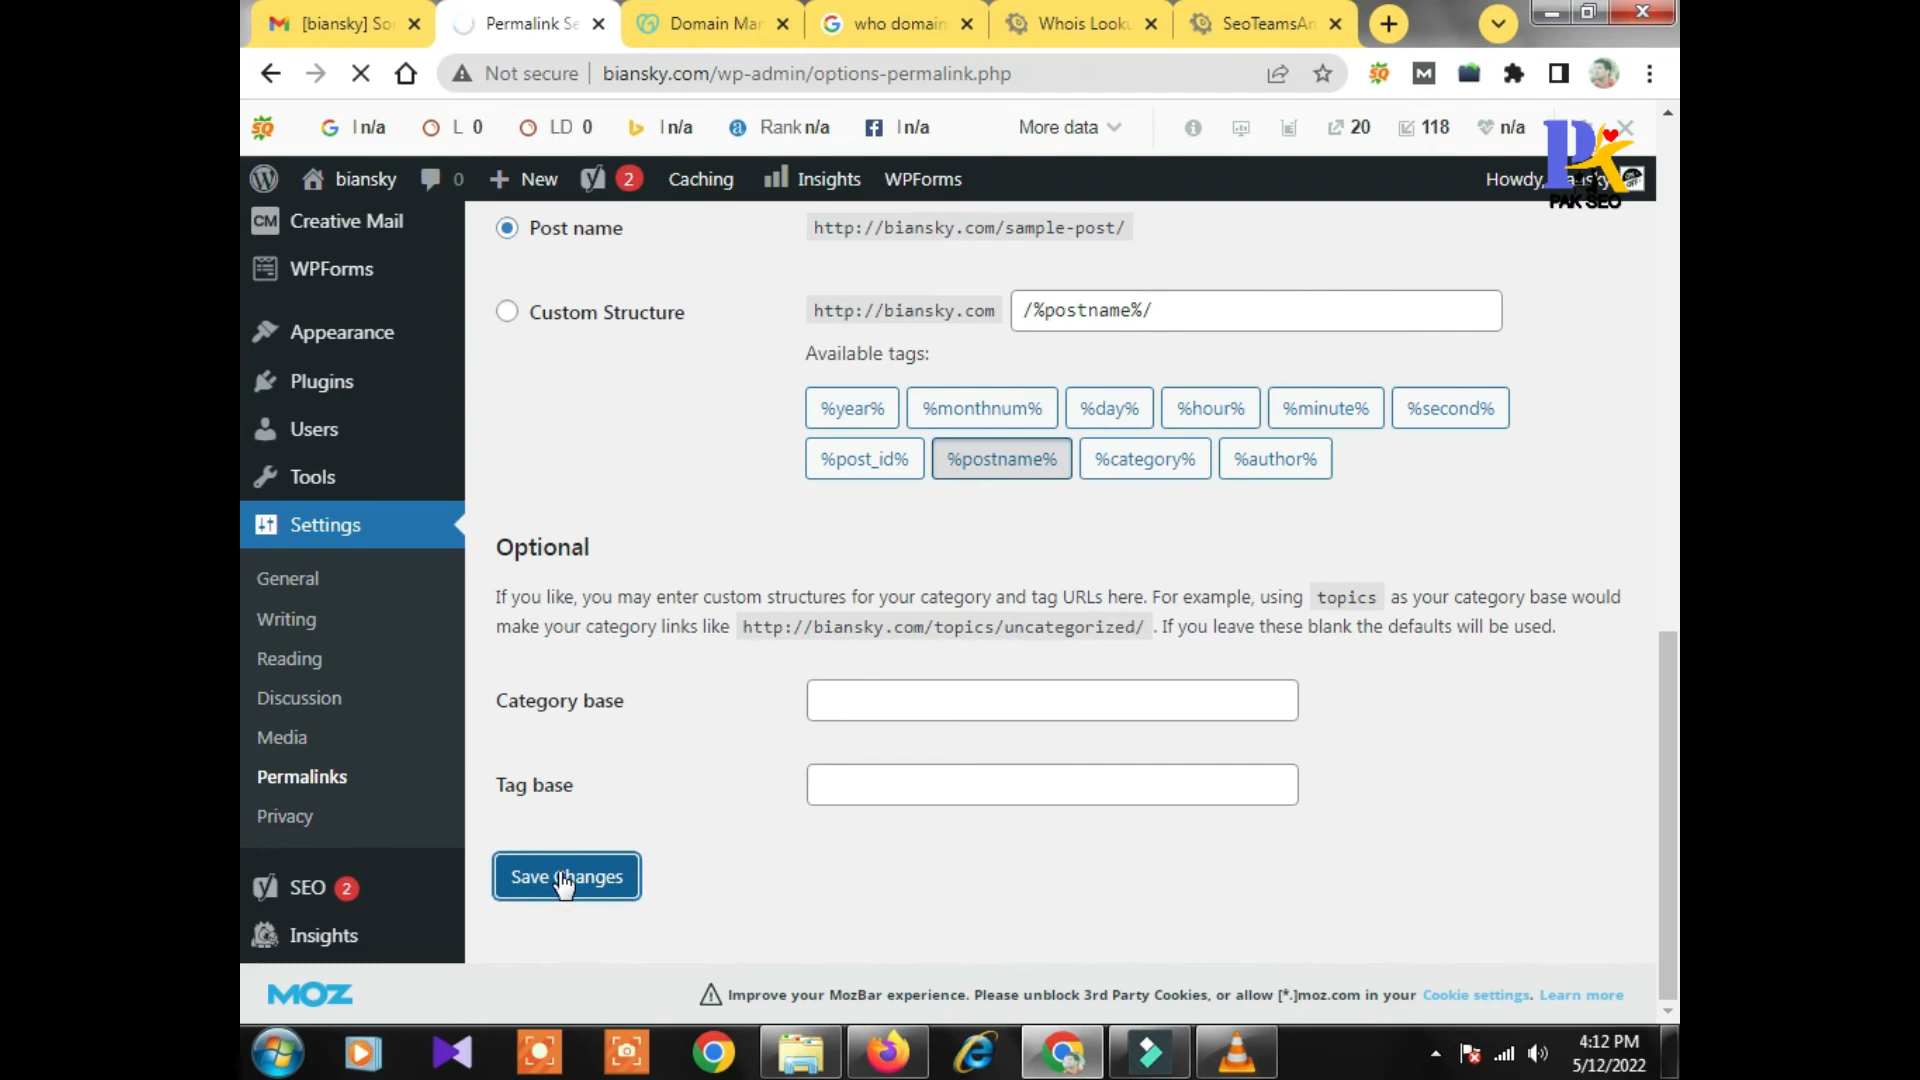 [biansky] So
Permalink Se
Domain Mar
who domain
Whois Looku
SeoTeamsAn
Not secure
biansky.com/wp-admin/options-permalink.php
I n/a
L 0
LD 0
I n/a
Rank n/a
I n/a
More data
20
118
n/a
biansky
0
New
2
Caching
Insights
WPForms
Howdy,
PAK SEO
Creative Mail
WPForms
Appearance
Plugins
Users
Tools
Settings
General
Writing
Reading
Discussion
Media
Permalinks
Privacy
SEO 2
Insights
Post name
http://biansky.com/sample-post/
Custom Structure
http://biansky.com
/%postname%/
Available tags:
%year% %monthnum% %day% %hour% %minute% %second%
%post_id% %postname% %category% %author%
Optional
If you like, you may enter custom structures for your category and tag URLs here. For example, using topics as your category base would
make your category links like http://biansky.com/topics/uncategorized/ . If you leave these blank the defaults will be used.
Category base
Tag base
Save Changes
MOZ
Improve your MozBar experience. Please unblock 3rd Party Cookies, or allow [*.]moz.com in your Cookie settings. Learn more
4:12 PM
5/12/2022